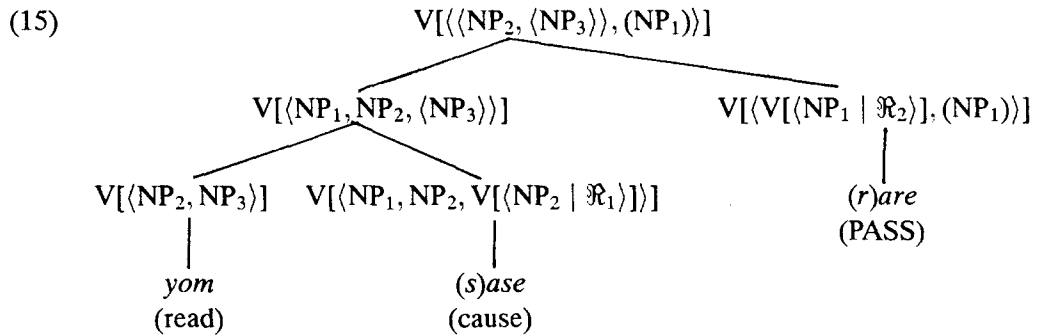 (15) V[⟨⟨NP₂, ⟨NP₃⟩⟩, (NP₁)⟩]
V[⟨NP₁, NP₂, ⟨NP₃⟩⟩] V[⟨V[⟨NP₁ | ℜ₂⟩], (NP₁)⟩]
V[⟨NP₂, NP₃⟩] V[⟨NP₁, NP₂, V[⟨NP₂ | ℜ₁⟩]⟩] (r)are
(PASS)
yom (s)ase
(read) (cause)